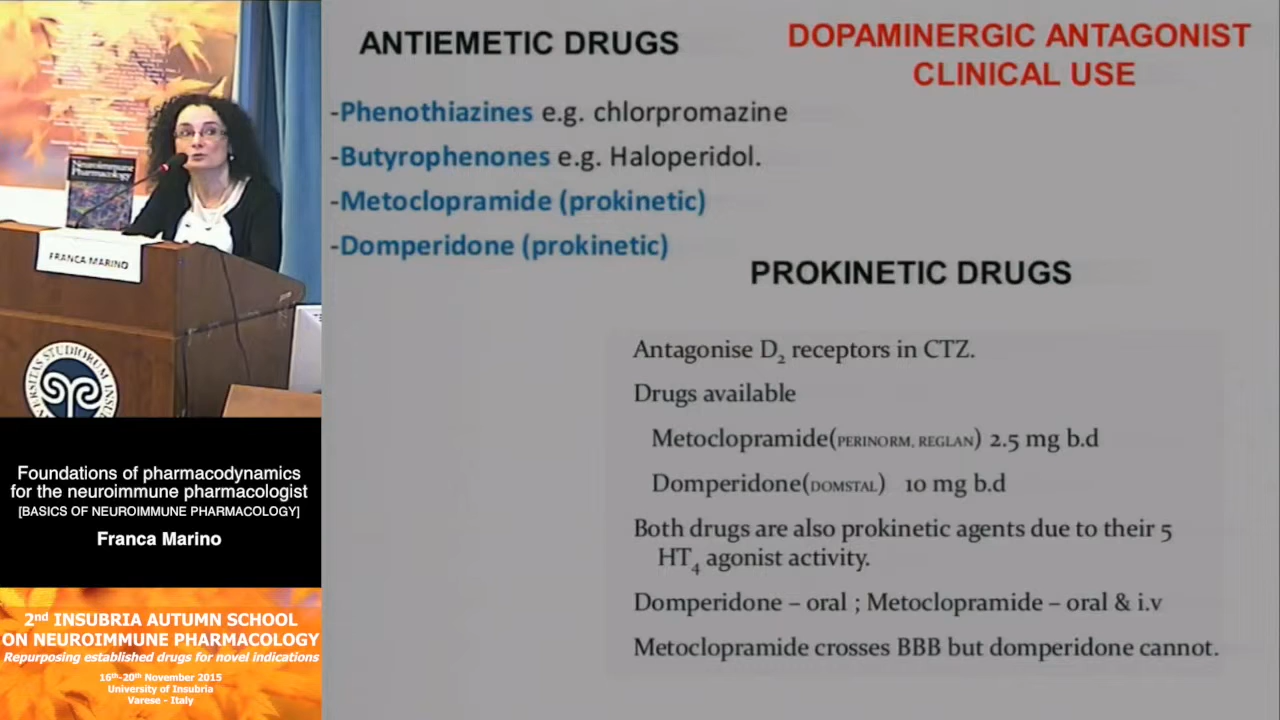 ANTIEMETIC DRUGS
DOPAMINERGIC ANTAGONIST
CLINICAL USE
-Phenothiazines e.g. chlorpromazine
-Butyrophenones e.g. Haloperidol.
-Metoclopramide (prokinetic)
-Domperidone (prokinetic)
PROKINETIC DRUGS
Antagonise D₂ receptors in CTZ.
Drugs available
Metoclopramide(PERINORM, REGLAN) 2.5 mg b.d
Domperidone(DOMSTAL) 10 mg b.d
Both drugs are also prokinetic agents due to their 5
HT₄ agonist activity.
Domperidone – oral ; Metoclopramide – oral & i.v
Metoclopramide crosses BBB but domperidone cannot.
Neuroimmune
Pharmacology
FRANCA MARINO
Foundations of pharmacodynamics
for the neuroimmune pharmacologist
[BASICS OF NEUROIMMUNE PHARMACOLOGY]
Franca Marino
2nd INSUBRIA AUTUMN SCHOOL
ON NEUROIMMUNE PHARMACOLOGY
Repurposing established drugs for novel indications
16th-20th November 2015
University of Insubria
Varese - Italy